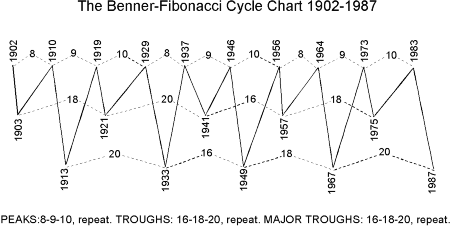 The Benner-Fibonacci Cycle Chart 1902-1987
1902 8 1910 9 1919 10 1929 8 1937 9 1946 10 1956 8 1964 9 1973 10 1983
18 20 16 18
1903 1921 1941 1957 1975
20 16 18 20
1913 1933 1949 1967 1987
PEAKS:8-9-10, repeat. TROUGHS: 16-18-20, repeat. MAJOR TROUGHS: 16-18-20, repeat.